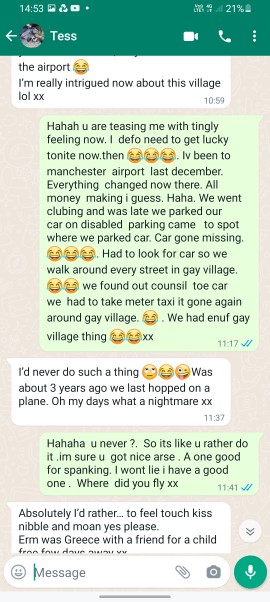 14:53
21%
Tess
the airport 😂
I'm really intrigued now about this village
lol xx
10:59
Hahah u are teasing me with tingly
feeling now. I defo need to get lucky
tonite now.then 😂😂😂. Iv been to
manchester airport last december.
Everything changed now there. All
money making i guess. Haha. We went
clubing and was late we parked our
car on disabled parking came to spot
where we parked car. Car gone missing.
😂😂😂. Had to look for car so we
walk around every street in gay village.
😂😂 we found out counsil toe car
we had to take meter taxi it gone again
around gay village. 😂 . We had enuf gay
village thing 😂😂xx
11:17
I'd never do such a thing 🙄😂😜Was
about 3 years ago we last hopped on a
plane. Oh my days what a nightmare xx
11:37
Hahaha u never ?. So its like u rather do
it .im sure u got nice arse . A one good
for spanking. I wont lie i have a good
one . Where did you fly xx
11:41
Absolutely I'd rather… to feel touch kiss
nibble and moan yes please.
Erm was Greece with a friend for a child
free few days away xx
Message